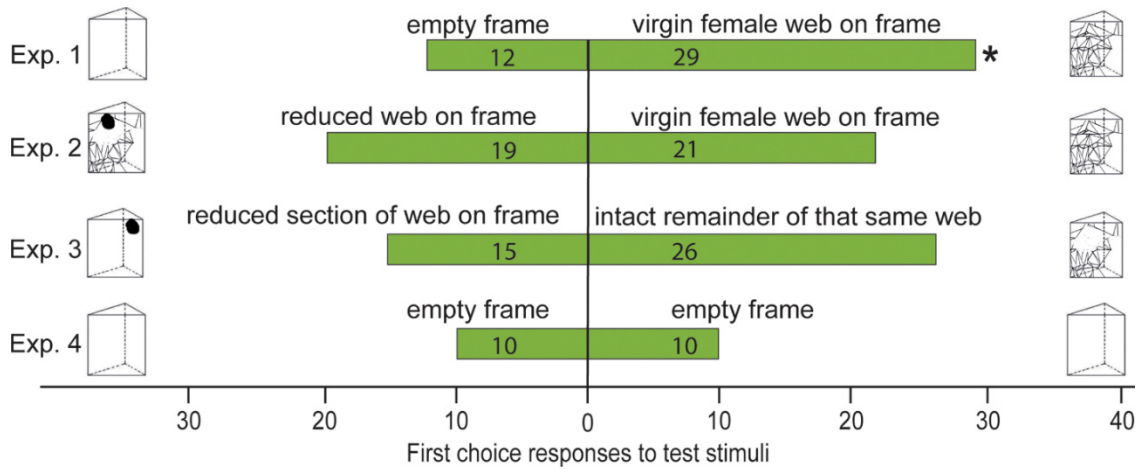 empty frame virgin female web on frame
Exp. 1 12 29 *
reduced web on frame virgin female web on frame
Exp. 2 19 21
reduced section of web on frame intact remainder of that same web
Exp. 3 15 26
empty frame empty frame
Exp. 4 10 10
30 20 10 0 10 20 30 40
First choice responses to test stimuli